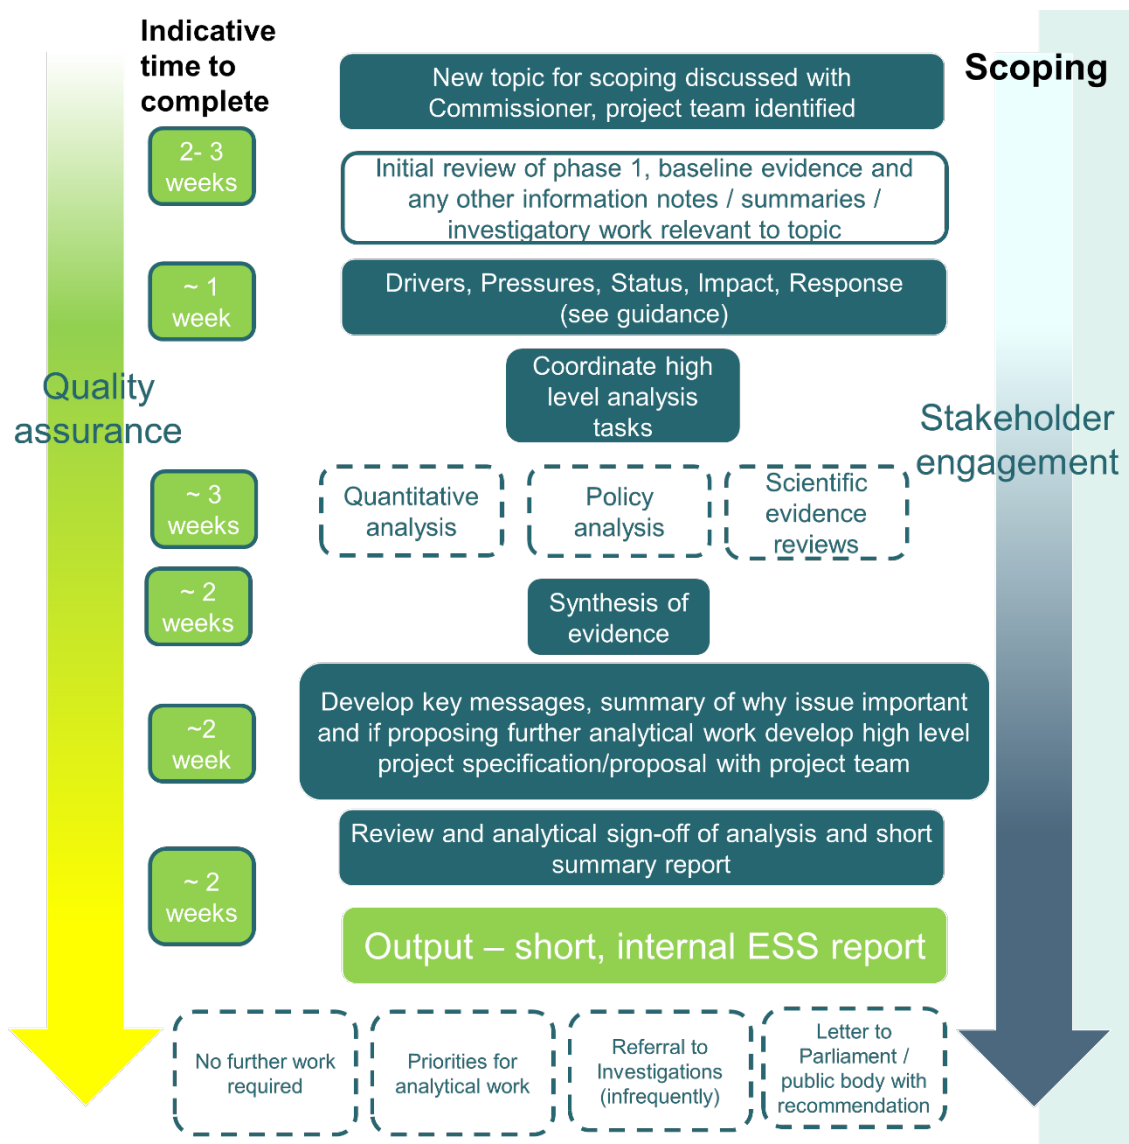 Indicative
time to
complete
Scoping
New topic for scoping discussed with
Commissioner, project team identified
2- 3
weeks
Initial review of phase 1, baseline evidence and
any other information notes / summaries /
investigatory work relevant to topic
~ 1
week
Drivers, Pressures, Status, Impact, Response
(see guidance)
Quality
assurance
Coordinate high
level analysis
tasks
Stakeholder
engagement
~ 3
weeks
Quantitative
analysis
Policy
analysis
Scientific
evidence
reviews
~ 2
weeks
Synthesis of
evidence
~2
week
Develop key messages, summary of why issue important
and if proposing further analytical work develop high level
project specification/proposal with project team
Review and analytical sign-off of analysis and short
summary report
~ 2
weeks
Output – short, internal ESS report
No further work
required
Priorities for
analytical work
Referral to
Investigations
(infrequently)
Letter to
Parliament /
public body with
recommendation